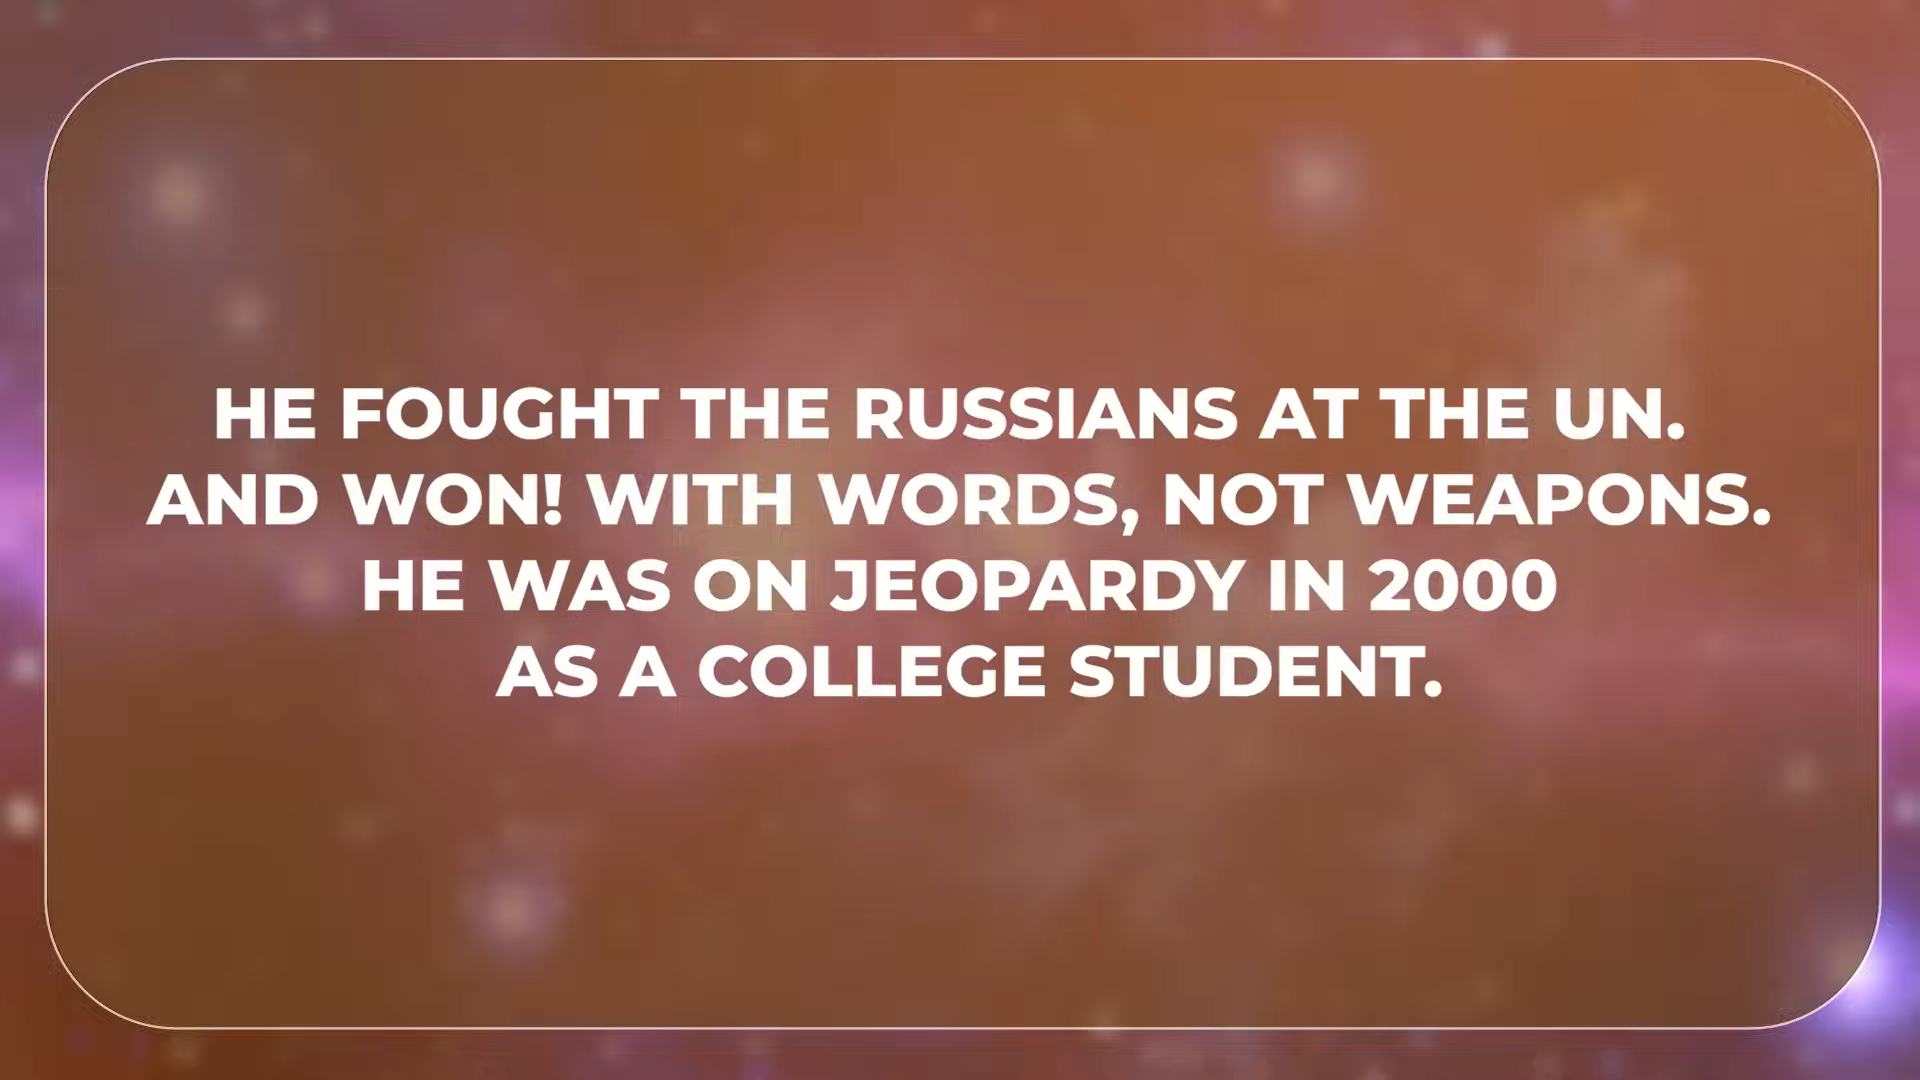 HE FOUGHT THE RUSSIANS AT THE UN.
AND WON! WITH WORDS, NOT WEAPONS.
HE WAS ON JEOPARDY IN 2000
AS A COLLEGE STUDENT.